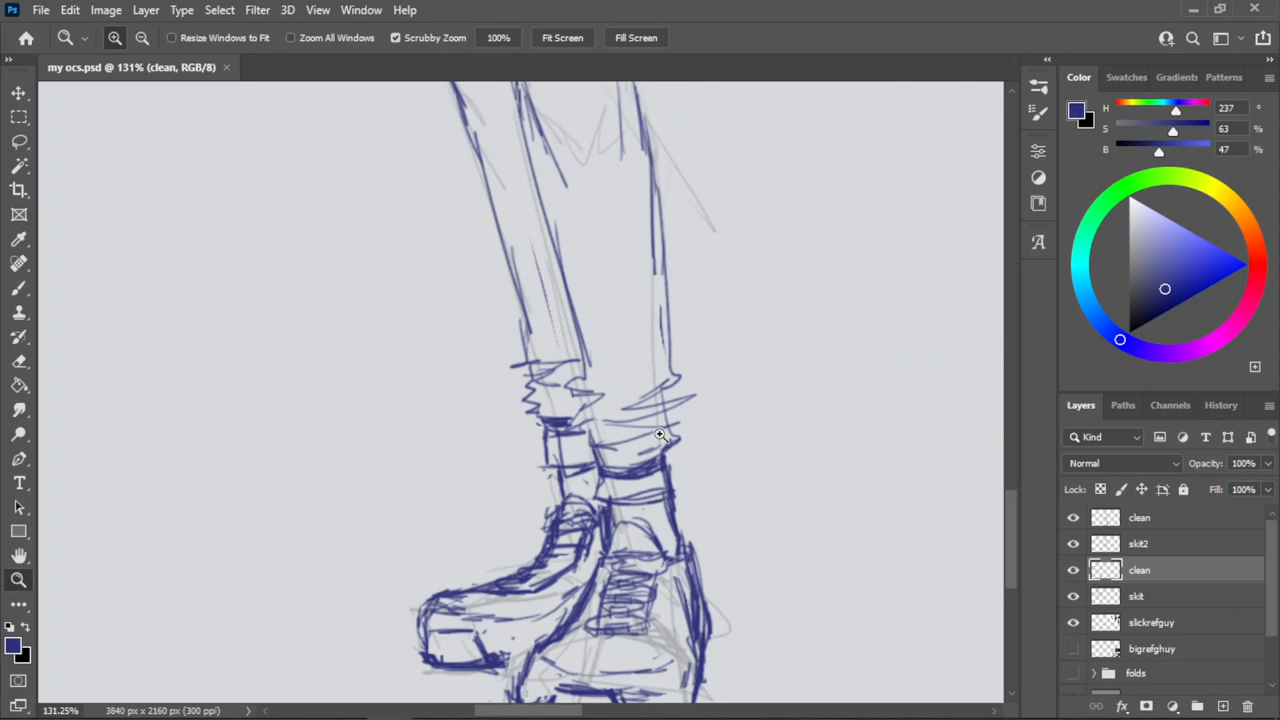 Ps File Edit Image Layer Type Select Filter 3D View Window Help
Resize Windows to Fit Zoom All Windows Scrubby Zoom 100% Fit Screen Fill Screen
my ocs.psd @ 131% (clean, RGB/8) ×
Color Swatches Gradients Patterns
H 237 °
S 63 %
B 47 %
Layers Paths Channels History
Kind
Normal Opacity: 100%
Lock: Fill: 100%
clean
skit2
clean
skit
slickrefguy
bigrefghuy
folds
131.25% 3840 px x 2160 px (300 ppi)